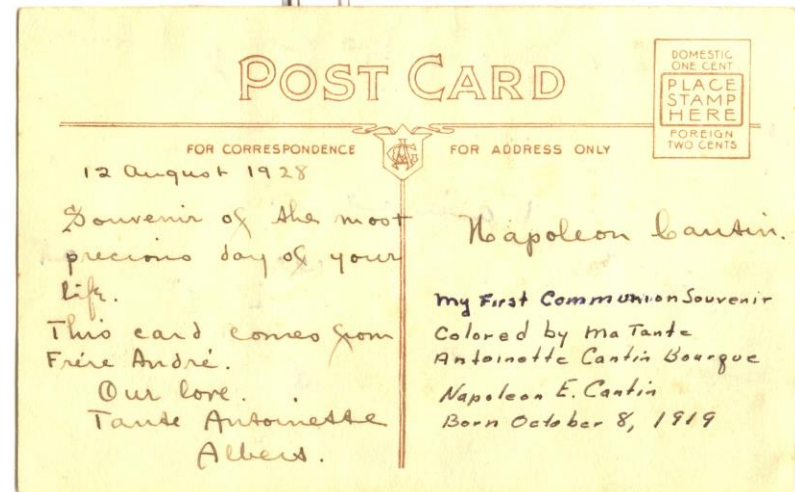 POST CARD
DOMESTIC
ONE CENT
PLACE
STAMP
HERE
FOREIGN
TWO CENTS
FOR CORRESPONDENCE
12 August 1928
Souvenir of the most
precious day of your
life.
This card comes from
Frére André.
Our love.
Tante Antoinette
Albert.
FOR ADDRESS ONLY
Napoleon Cantin.
My First Communion Souvenir
Colored by Ma Tante
Antoinette Cantin Bourque
Napoleon E. Cantin
Born October 8, 1919